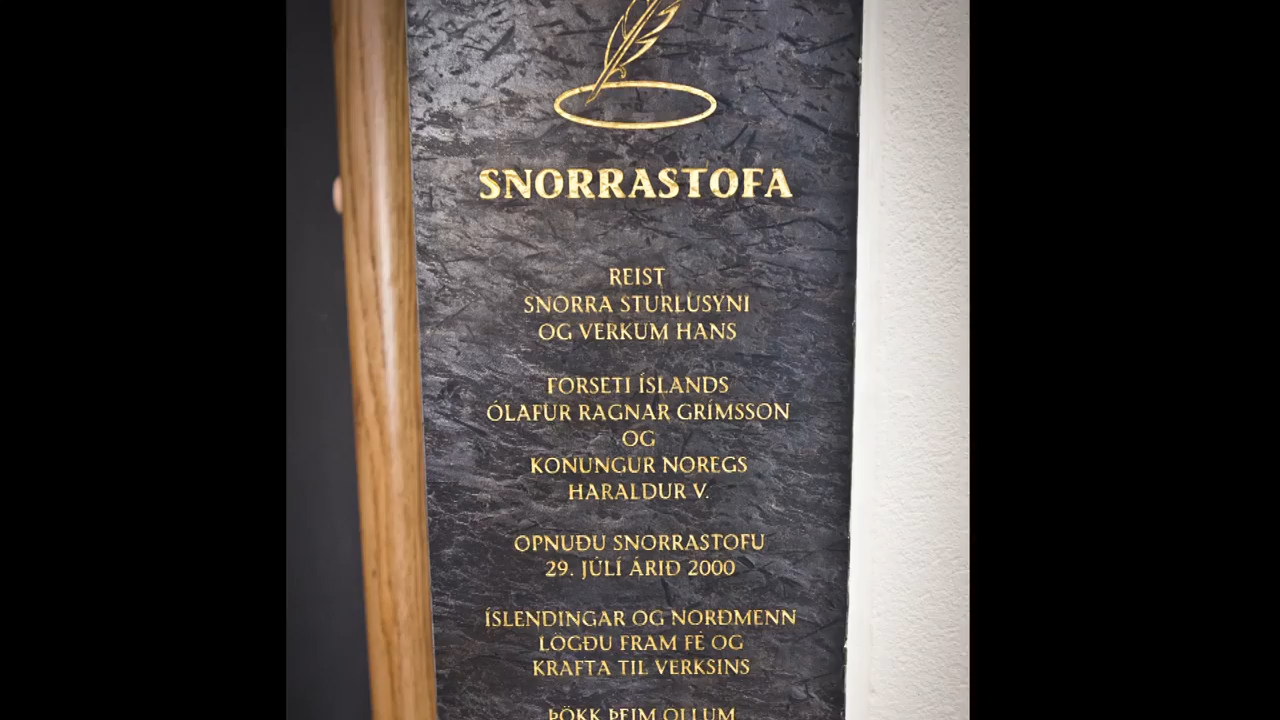 SNORRASTOFA
REIST
SNORRA STURLUSYNI
OG VERKUM HANS
FORSETI ÍSLANDS
ÓLAFUR RAGNAR GRÍMSSON
OG
KONUNGUR NOREGS
HARALDUR V.
OPNUÐU SNORRASTOFU
29. JÚLÍ ÁRIÐ 2000
ÍSLENDINGAR OG NORÐMENN
LÖGÐU FRAM FÉ OG
KRAFTA TIL VERKSINS
ÞÖKK ÞEIM ÖLLUM